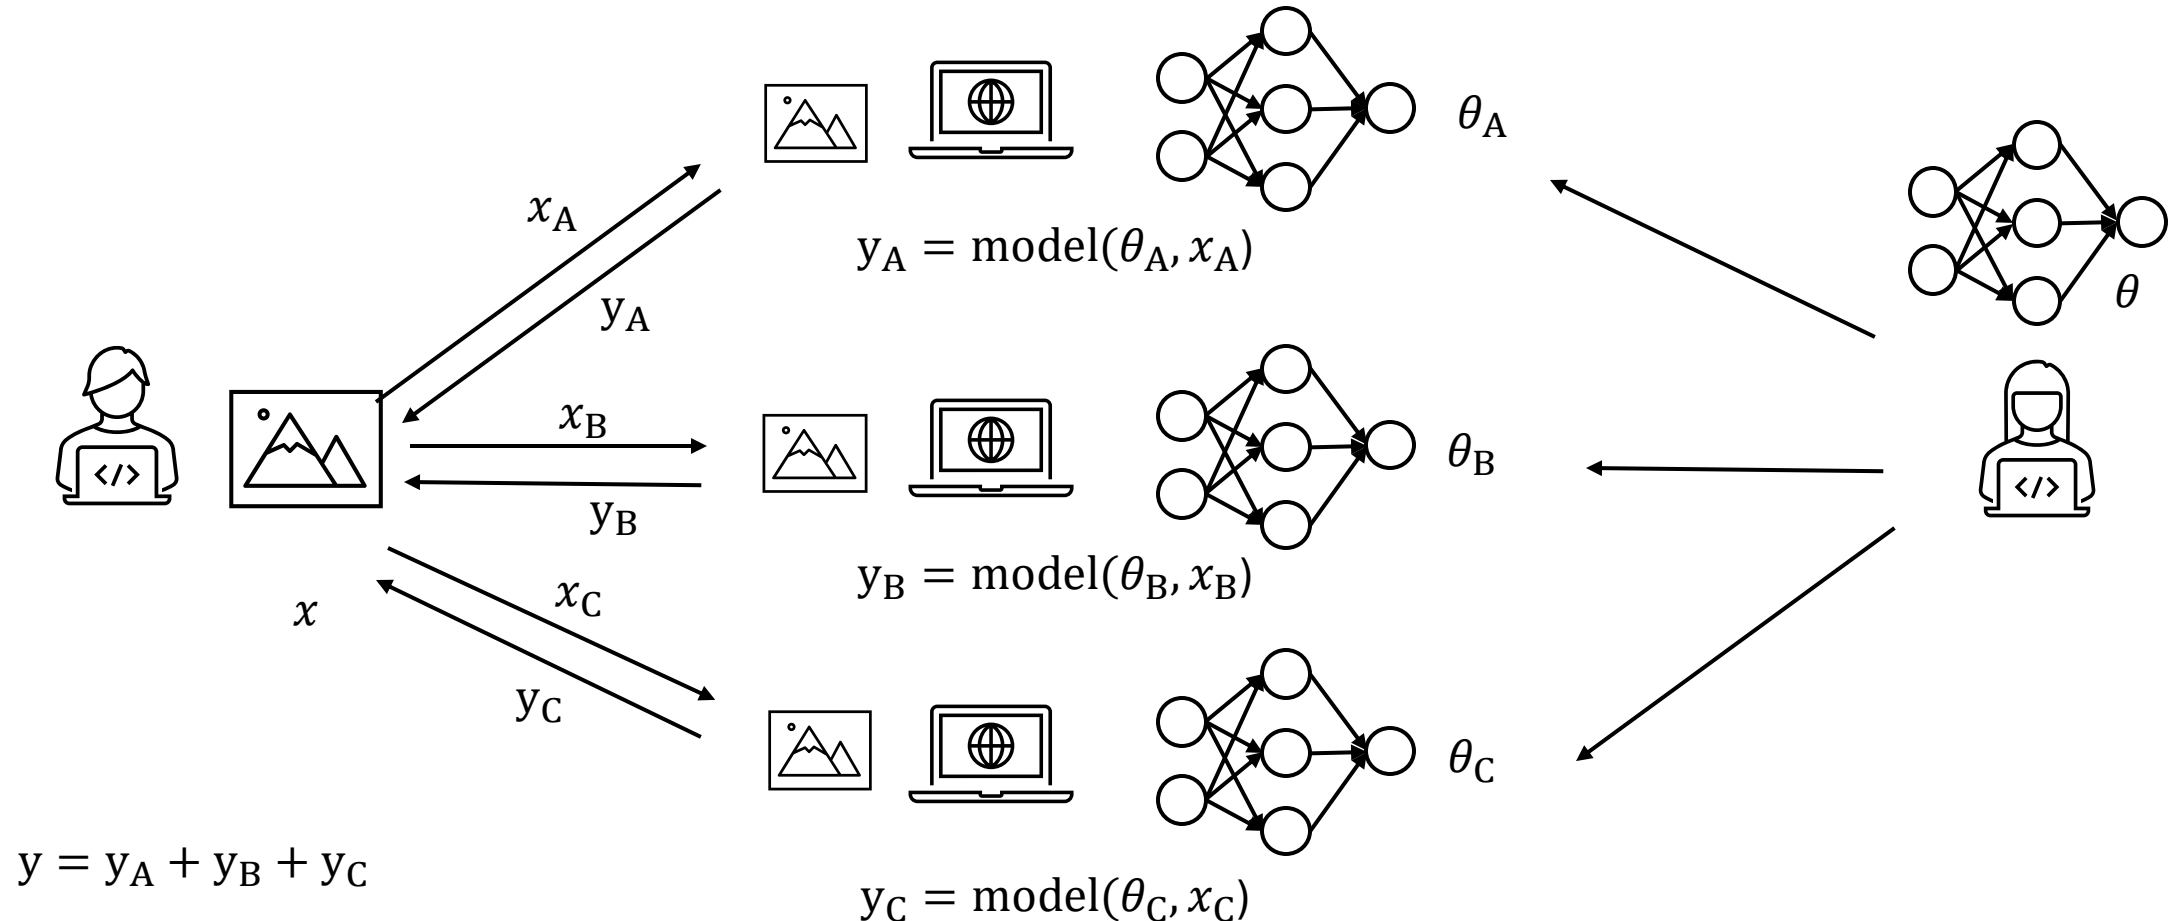 θ_A
x_A
y_A = model(θ_A, x_A)
y_A
θ
x_B
θ_B
</>
</>
y_B
y_B = model(θ_B, x_B)
x_C
x
y_C
θ_C
y = y_A + y_B + y_C
y_C = model(θ_C, x_C)